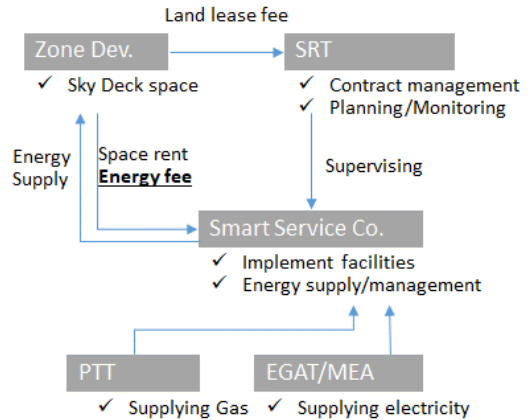 Land lease fee
Zone Dev.
SRT
✓ Sky Deck space
✓ Contract management
✓ Planning/Monitoring
Energy
Supply
Space rent
Energy fee
Supervising
Smart Service Co.
✓ Implement facilities
✓ Energy supply/management
PTT
EGAT/MEA
✓ Supplying Gas
✓ Supplying electricity